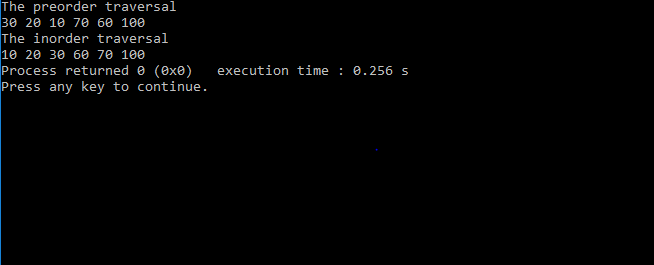 The preorder traversal
30 20 10 70 60 100
The inorder traversal
10 20 30 60 70 100
Process returned 0 (0x0)   execution time : 0.256 s
Press any key to continue.